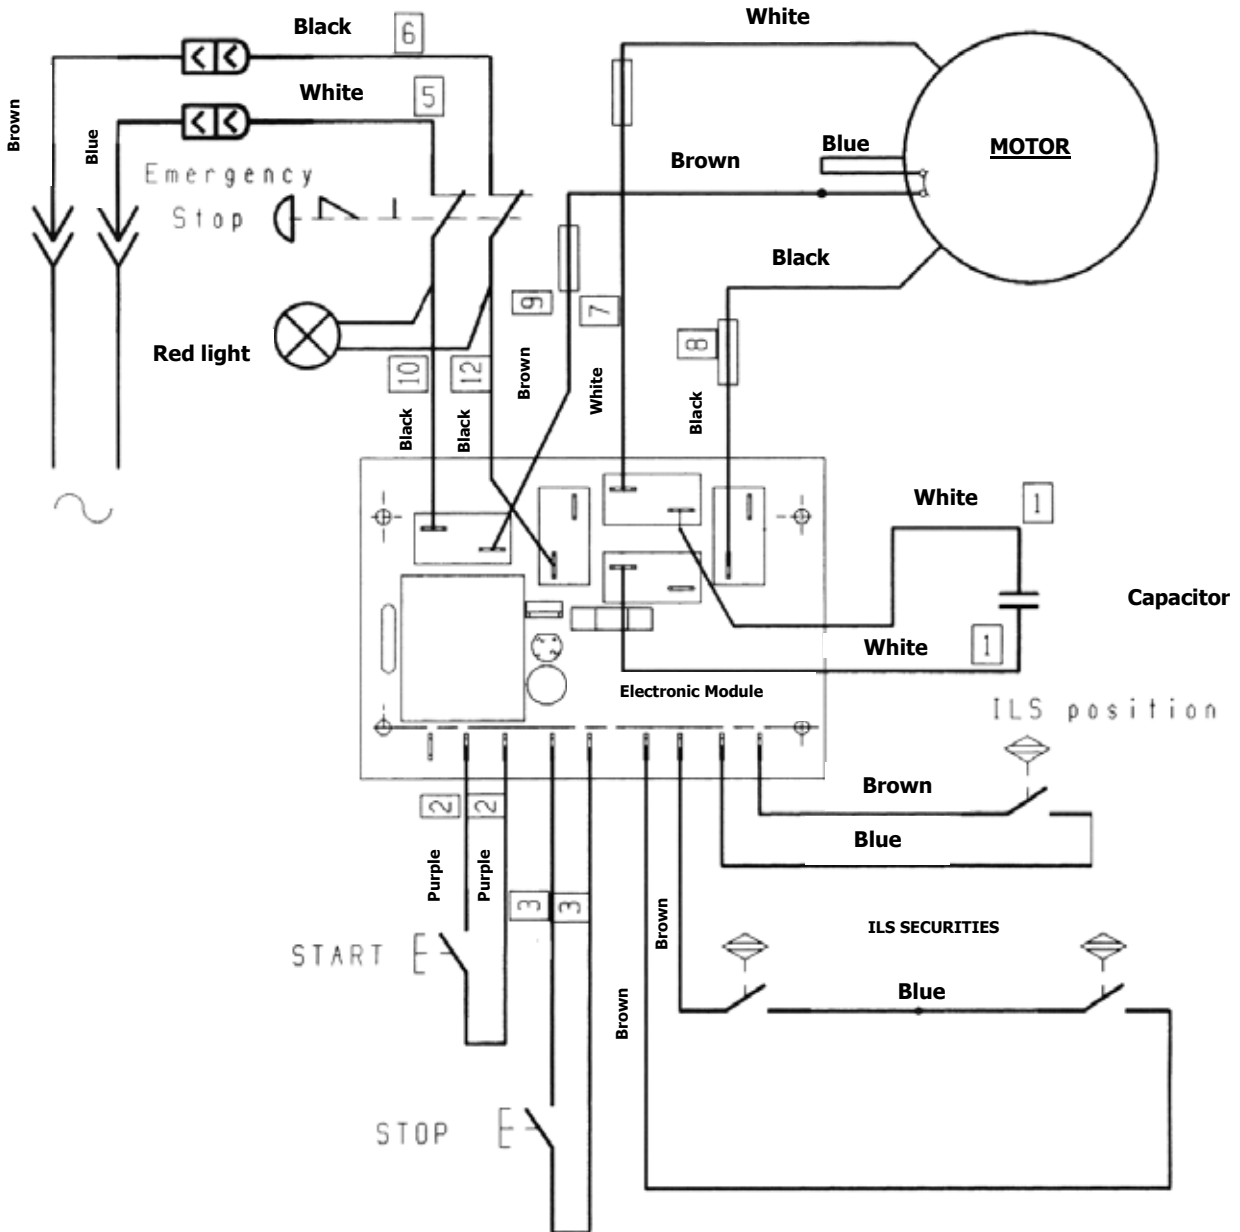 Black
6
White
White
5
Brown
Blue
MOTOR
Blue
Brown
Emergency
Stop
Black
9
7
8
Red light
10
12
Brown
White
Black
Black
Black
White
1
Capacitor
White
1
Electronic Module
ILS position
Brown
2
2
Blue
Purple
Purple
3
3
Brown
ILS SECURITIES
START
Blue
Brown
STOP